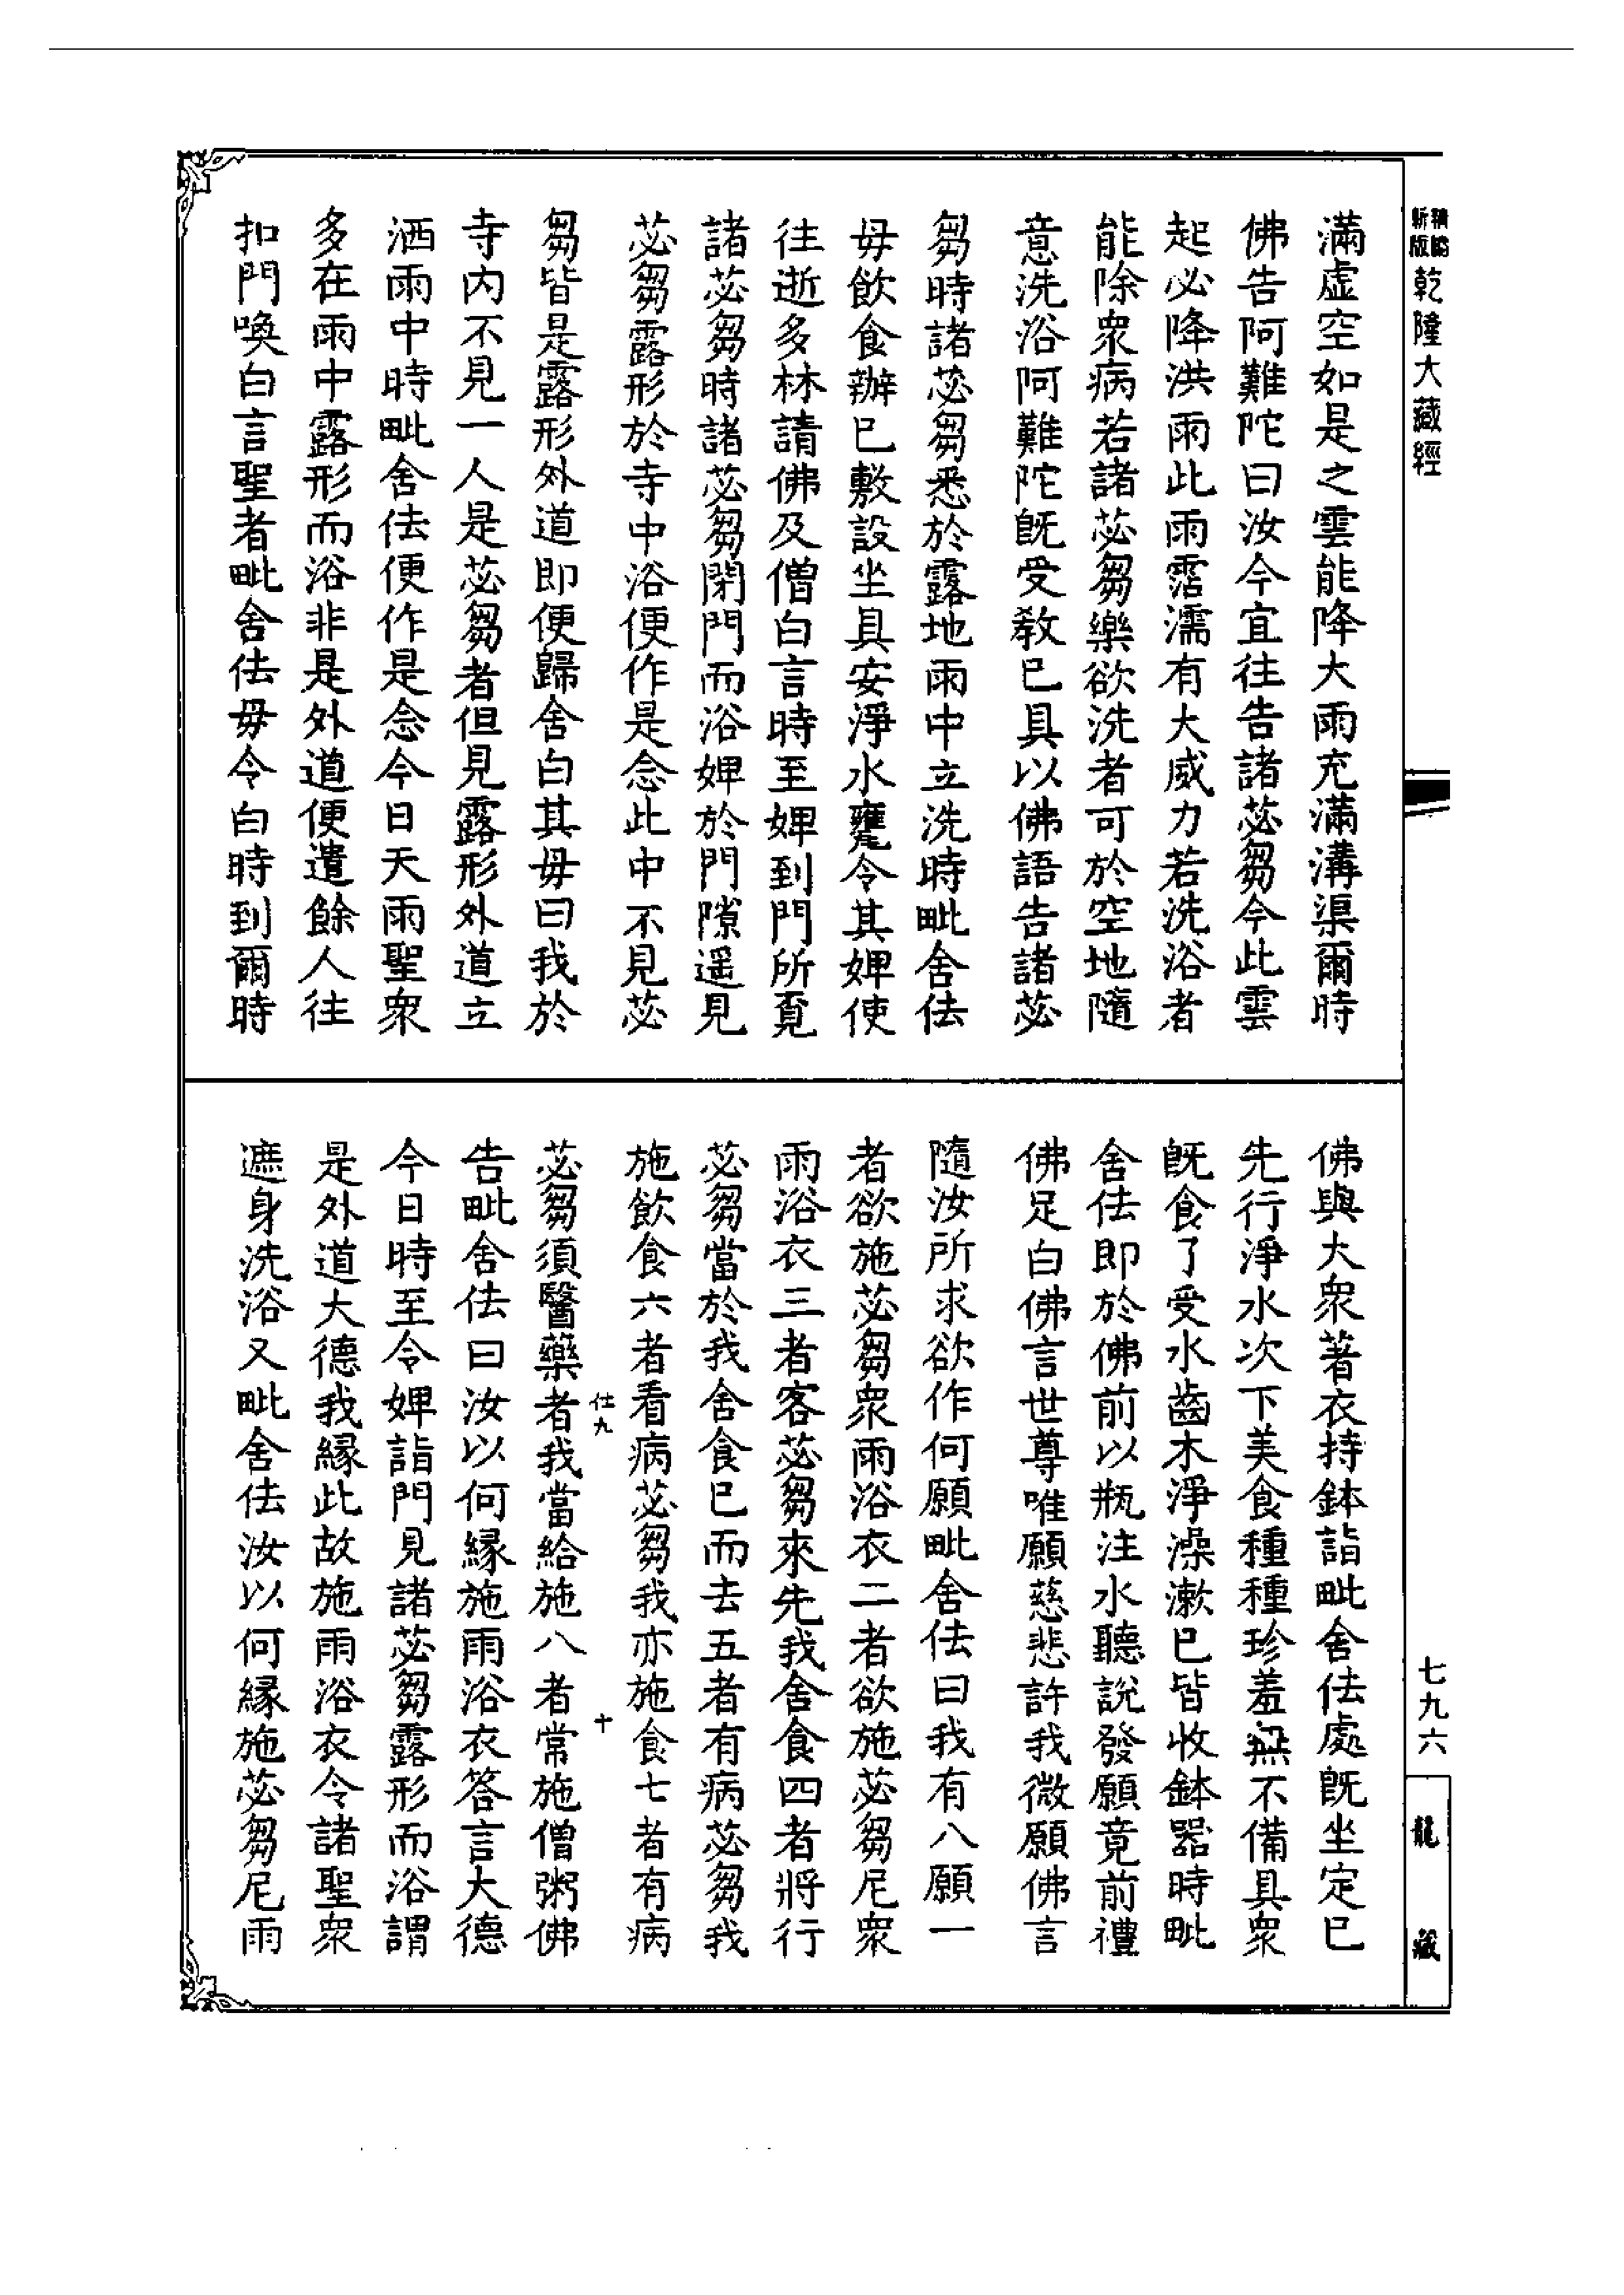 精編新版乾隆大藏經
滿虛空如是之雲能降大雨充滿溝渠爾時
佛告阿難陀曰汝今宜往告諸苾芻今此雲
起必降洪雨此雨霑濡有大威力若洗浴者
能除衆病若諸苾芻樂欲洗者可於空地隨
意洗浴阿難陀旣受教已具以佛語告諸苾
芻時諸苾芻悉於露地雨中立洗時毗舍佉
母飲食辦已敷設坐具安淨水甕令其婢使
往逝多林請佛及僧白言時至婢到門所覔
諸苾芻時諸苾芻閉門而浴婢於門隙遥見
苾芻露形於寺中浴便作是念此中不見苾
芻皆是露形外道即便歸舍白其母曰我於
寺內不見一人是苾芻者但見露形外道立
洒雨中時毗舍佉便作是念今日天雨聖衆
多在雨中露形而浴非是外道便遣餘人往
扣門喚白言聖者毗舍佉母令白時到爾時
佛與大衆著衣持鉢詣毗舍佉處旣坐定已
先行淨水次下美食種種珍羞無不備具衆
旣食了受水齒木淨澡漱已皆收鉢器時毗
舍佉即於佛前以瓶注水聽說發願竟前禮
佛足白佛言世尊唯願慈悲許我微願佛言
隨汝所求欲作何願毗舍佉曰我有八願一
者欲施苾芻衆雨浴衣二者欲施苾芻尼衆
雨浴衣三者客苾芻來先我舍食四者將行
苾芻當於我舍食已而去五者有病苾芻我
施飲食六者看病苾芻我亦施食七者有病
仕九 十
苾芻須醫藥者我當給施八者常施僧粥佛
告毗舍佉曰汝以何緣施雨浴衣答言大德
今日時至令婢詣門見諸苾芻露形而浴謂
是外道大德我緣此故施雨浴衣令諸聖衆
遮身洗浴又毗舍佉汝以何緣施苾芻尼雨
七九六
龍藏